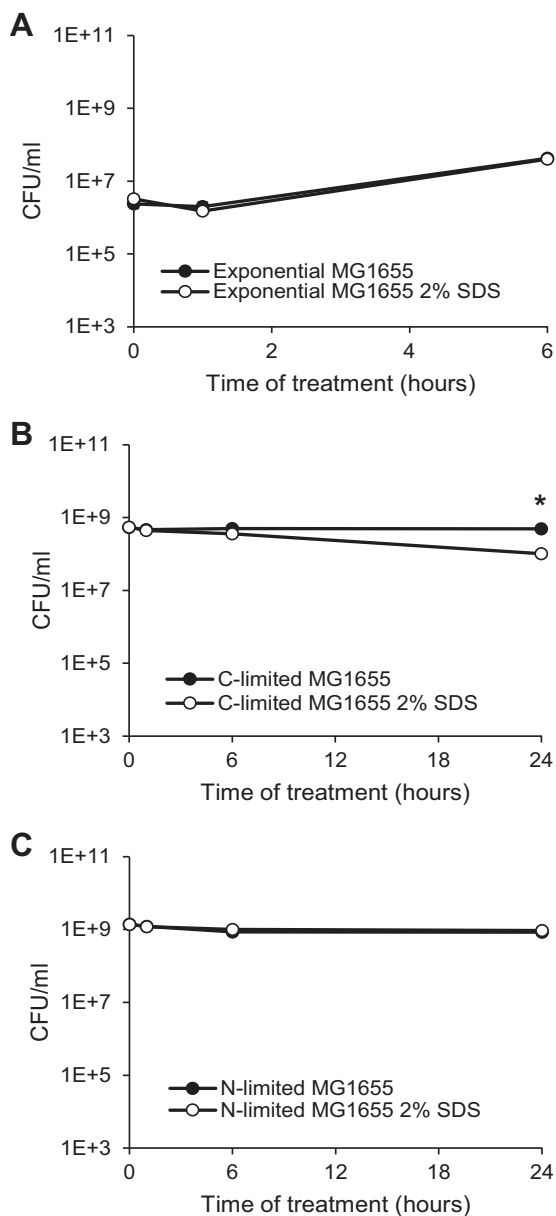 A
1E+11
1E+9
1E+7
1E+5
1E+3
CFU/ml
Exponential MG1655
Exponential MG1655 2% SDS
0 2 4 6
Time of treatment (hours)
B
1E+11
1E+9
1E+7
1E+5
1E+3
CFU/ml
*
C-limited MG1655
C-limited MG1655 2% SDS
0 6 12 18 24
Time of treatment (hours)
C
1E+11
1E+9
1E+7
1E+5
1E+3
CFU/ml
N-limited MG1655
N-limited MG1655 2% SDS
0 6 12 18 24
Time of treatment (hours)